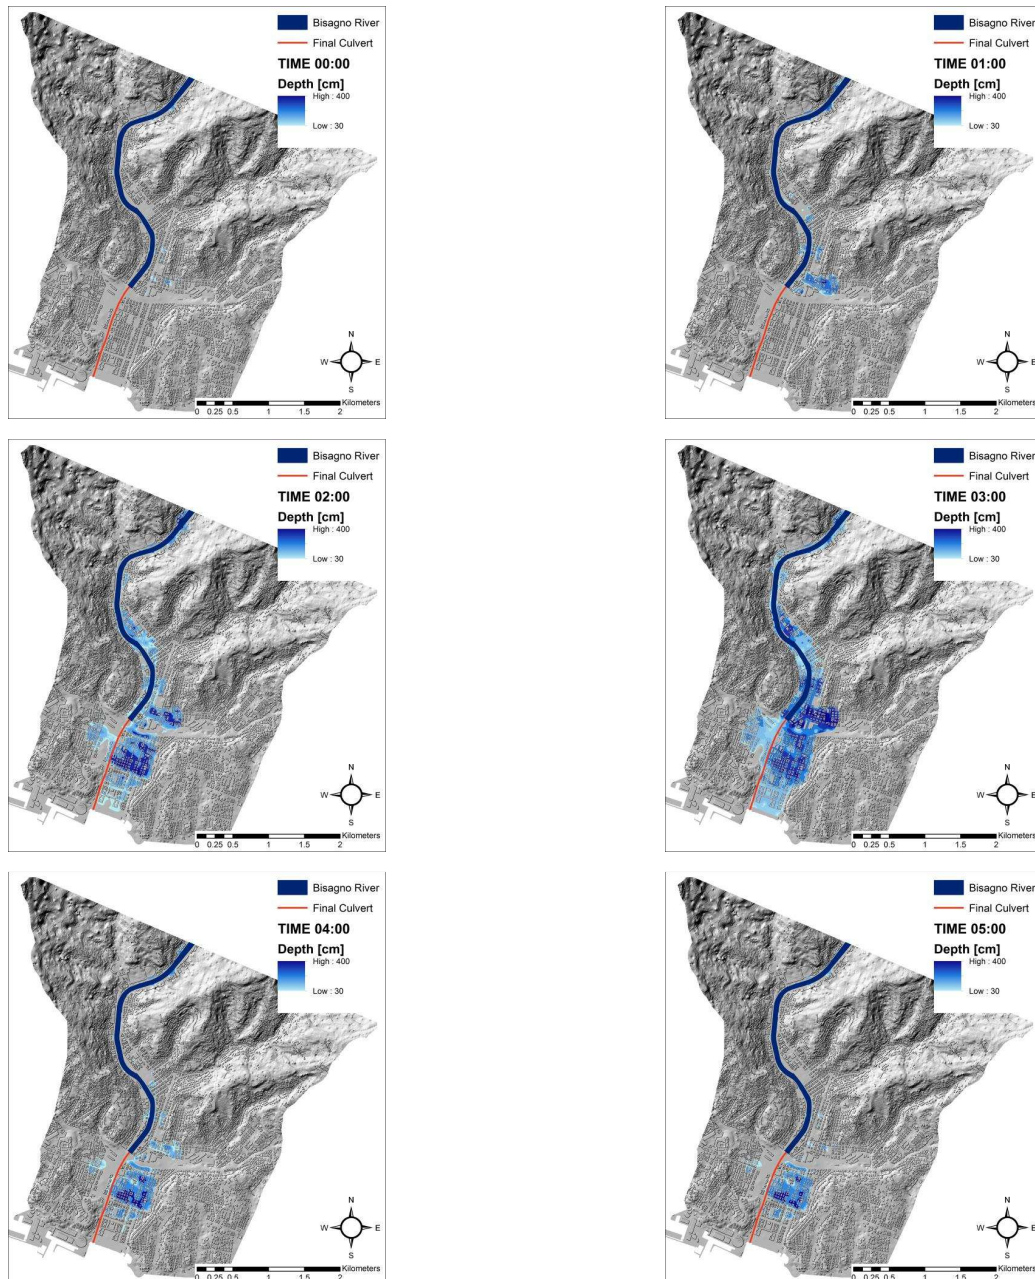 Bisagno River
Final Culvert
TIME 00:00
Depth [cm]
High : 400
Low : 30
N
W E
S
Kilometers
0 0.25 0.5 1 1.5 2
Bisagno River
Final Culvert
TIME 01:00
Depth [cm]
High : 400
Low : 30
N
W E
S
Kilometers
0 0.25 0.5 1 1.5 2
Bisagno River
Final Culvert
TIME 02:00
Depth [cm]
High : 400
Low : 30
N
W E
S
Kilometers
0 0.25 0.5 1 1.5 2
Bisagno River
Final Culvert
TIME 03:00
Depth [cm]
High : 400
Low : 30
N
W E
S
Kilometers
0 0.25 0.5 1 1.5 2
Bisagno River
Final Culvert
TIME 04:00
Depth [cm]
High : 400
Low : 30
N
W E
S
Kilometers
0 0.25 0.5 1 1.5 2
Bisagno River
Final Culvert
TIME 05:00
Depth [cm]
High : 400
Low : 30
N
W E
S
Kilometers
0 0.25 0.5 1 1.5 2